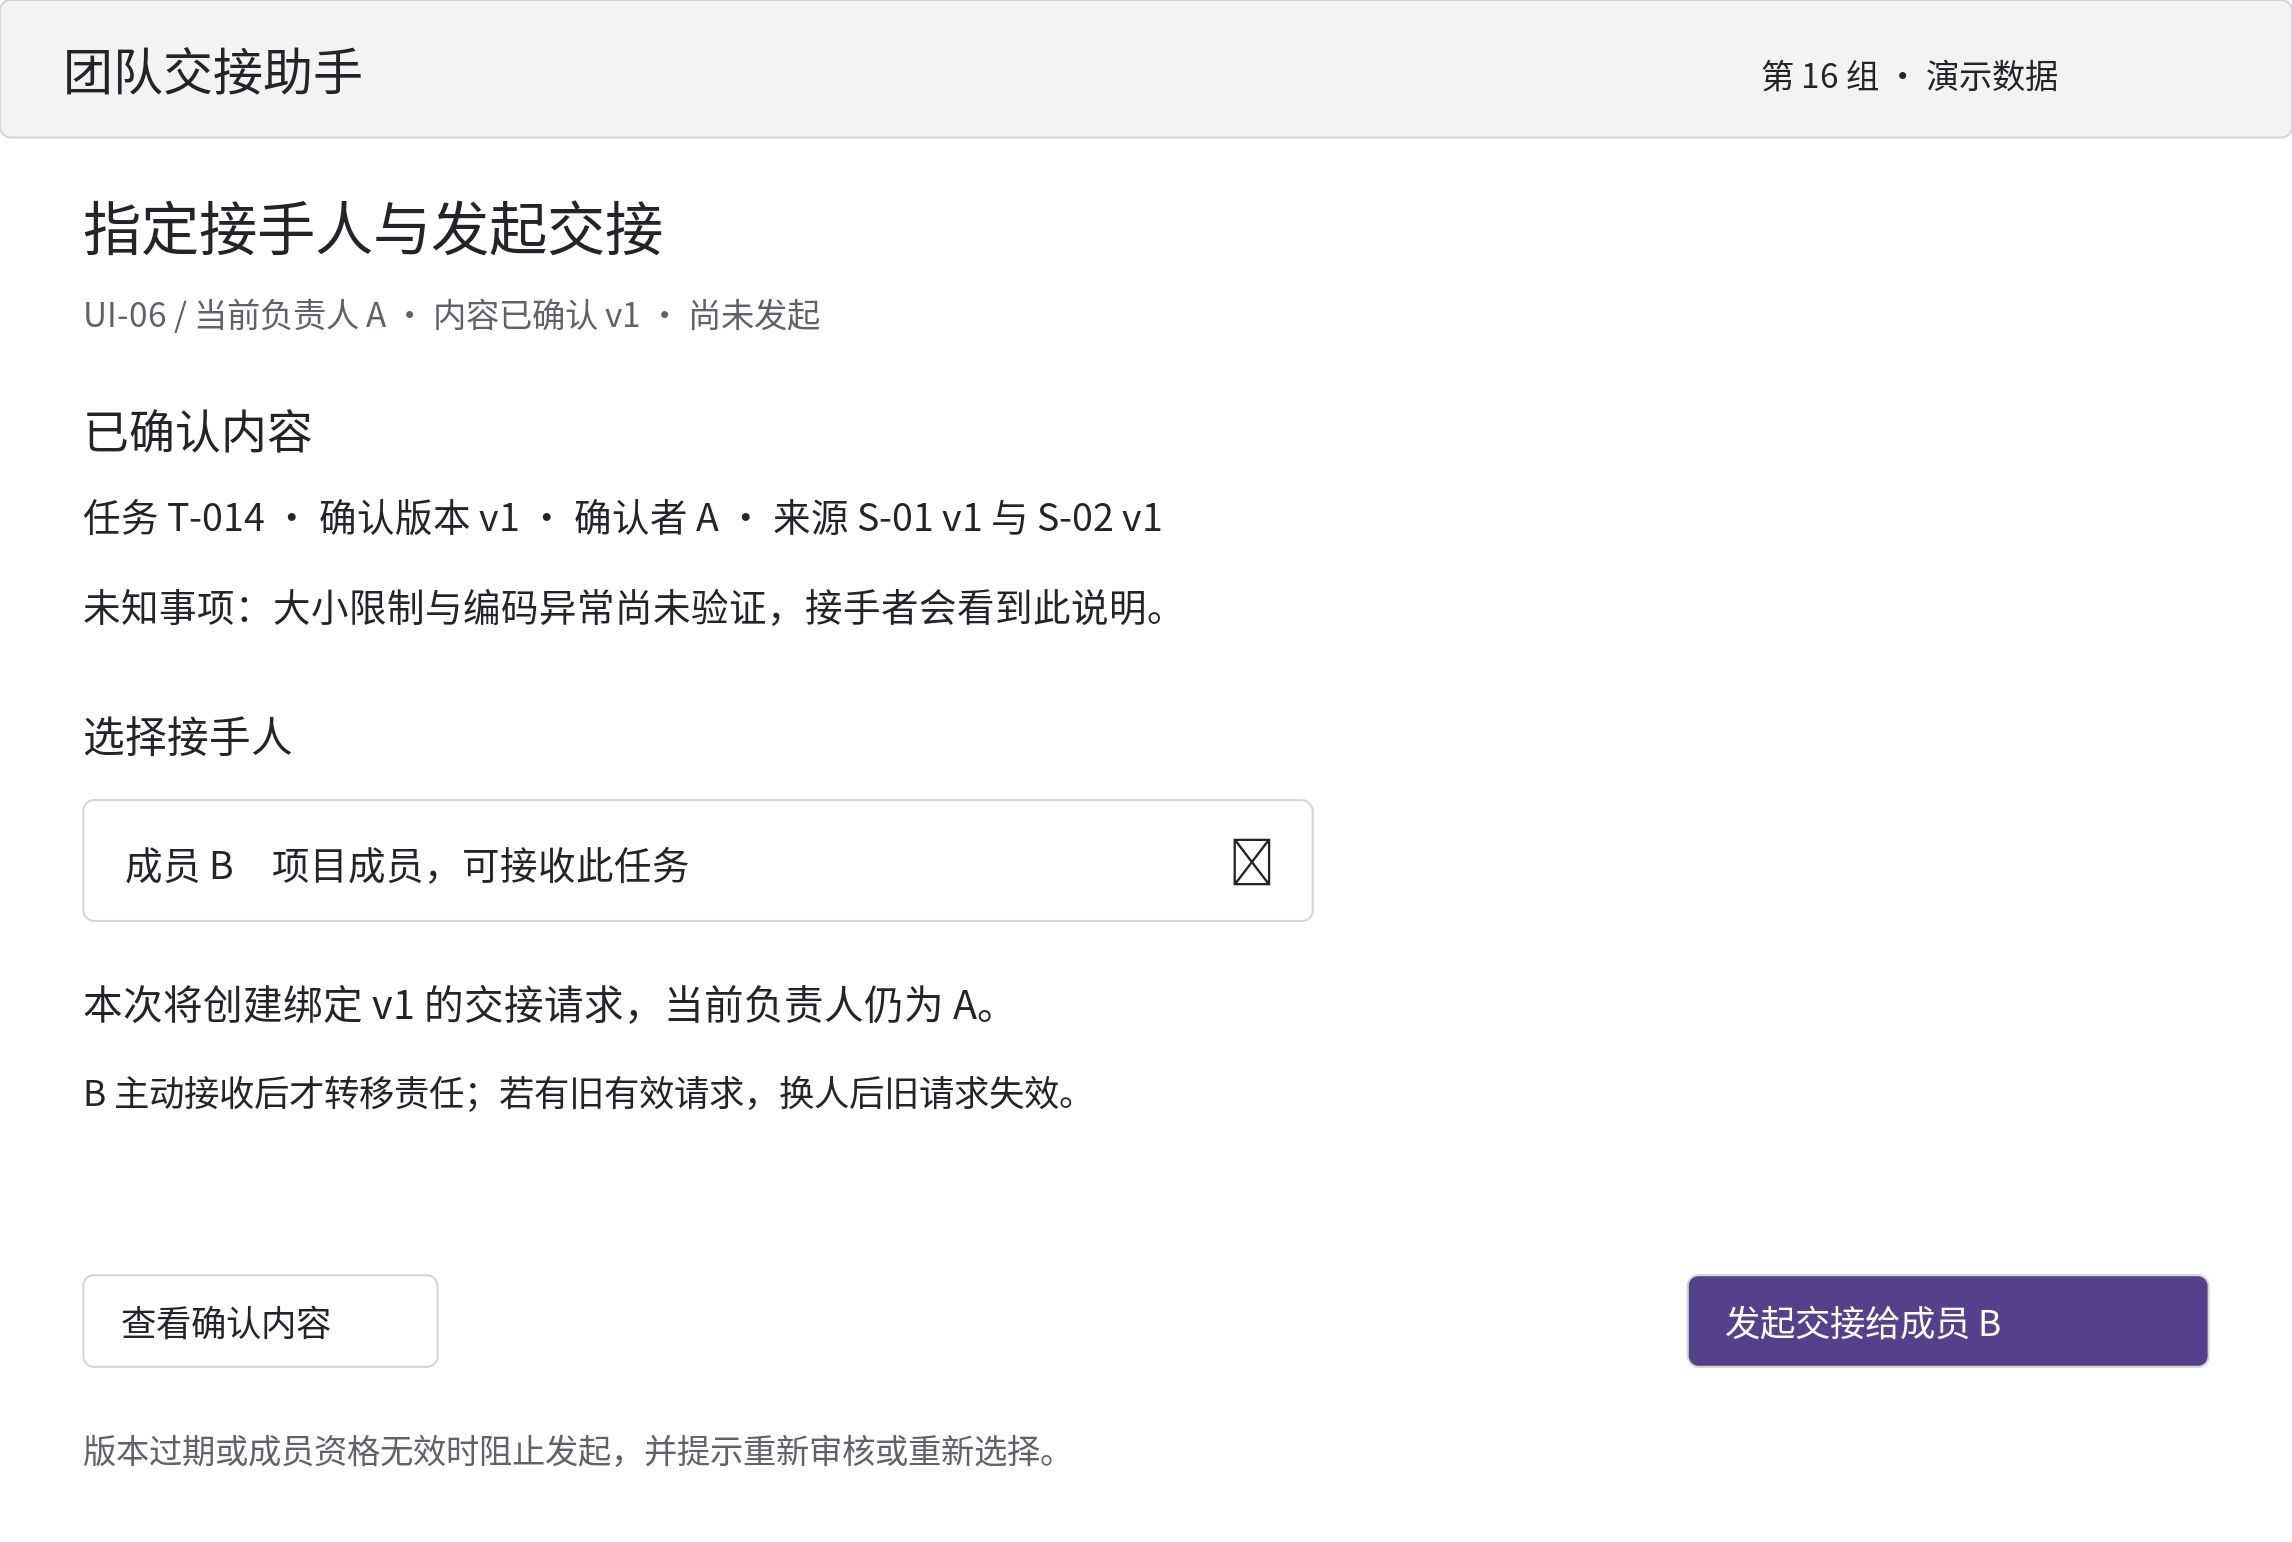 团队交接助手
第 16 组 · 演示数据
指定接手人与发起交接
UI-06 / 当前负责人 A · 内容已确认 v1 · 尚未发起
已确认内容
任务 T-014 · 确认版本 v1 · 确认者 A · 来源 S-01 v1 与 S-02 v1
未知事项：大小限制与编码异常尚未验证，接手者会看到此说明。
选择接手人
成员 B 项目成员，可接收此任务
本次将创建绑定 v1 的交接请求，当前负责人仍为 A。
B 主动接收后才转移责任；若有旧有效请求，换人后旧请求失效。
查看确认内容
发起交接给成员 B
版本过期或成员资格无效时阻止发起，并提示重新审核或重新选择。